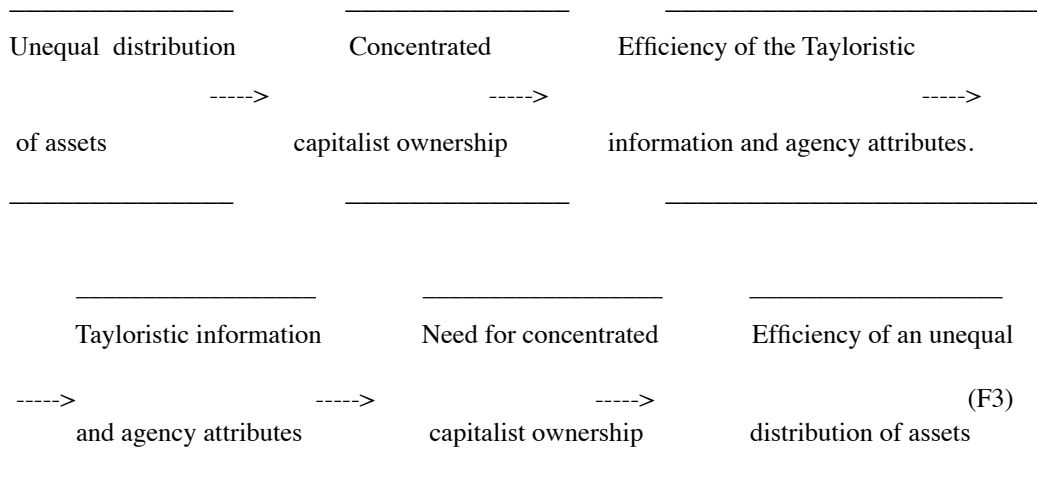 Unequal distribution Concentrated Efficiency of the Tayloristic
-----> -----> ----->
of assets capitalist ownership information and agency attributes.
Tayloristic information Need for concentrated Efficiency of an unequal
-----> -----> -----> (F3)
and agency attributes capitalist ownership distribution of assets